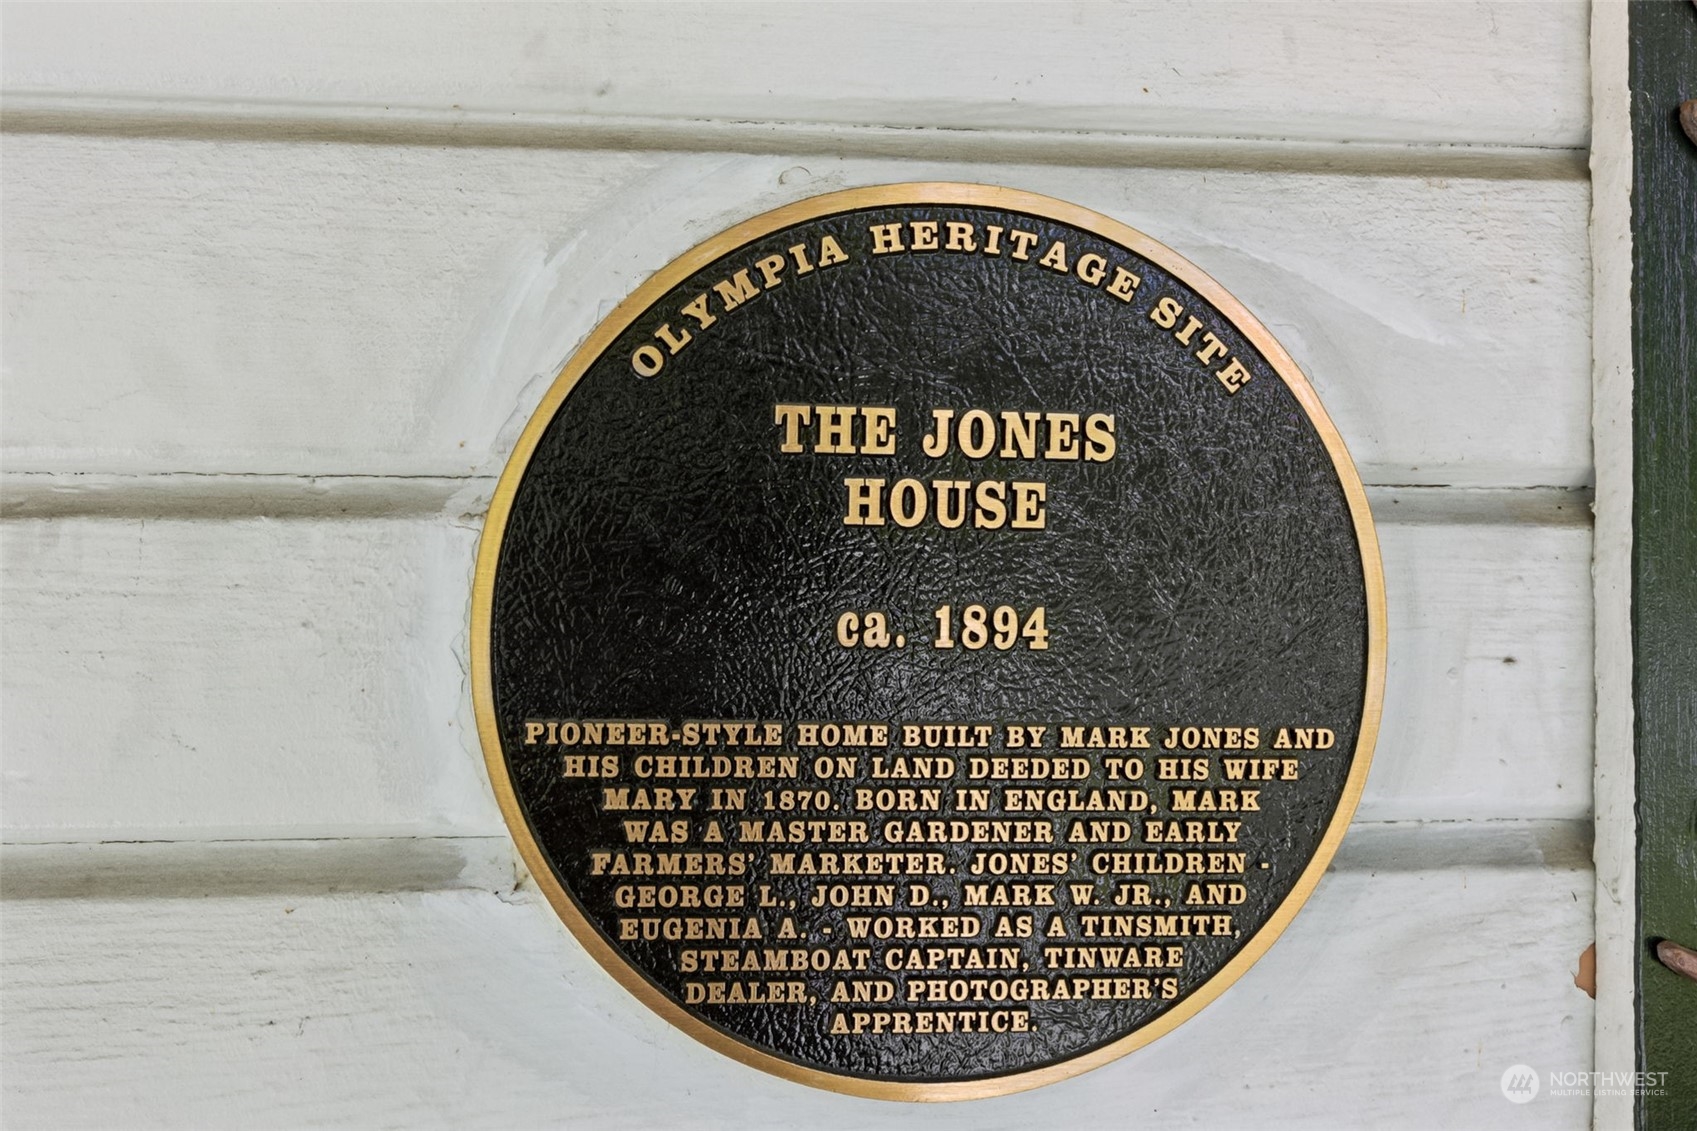 OLYMPIA HERITAGE SITE
THE JONES
HOUSE
ca. 1894
PIONEER-STYLE HOME BUILT BY MARK JONES AND
HIS CHILDREN ON LAND DEEDED TO HIS WIFE
MARY IN 1870. BORN IN ENGLAND, MARK
WAS A MASTER GARDENER AND EARLY
FARMERS' MARKETER. JONES' CHILDREN -
GEORGE L., JOHN D., MARK W. JR., AND
EUGENIA A. - WORKED AS A TINSMITH,
STEAMBOAT CAPTAIN, TINWARE
DEALER, AND PHOTOGRAPHER'S
APPRENTICE.
NORTHWEST
MULTIPLE LISTING SERVICE.